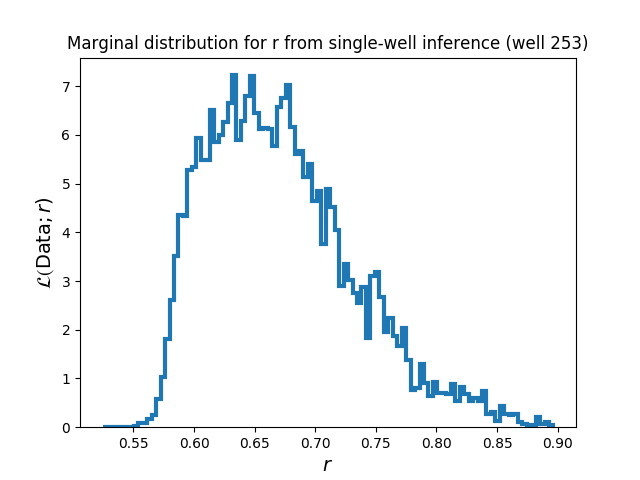 Marginal distribution for r from single-well inference (well 253)
7
6
5
4
3
2
1
0
ℒ(Data; r)
0.55 0.60 0.65 0.70 0.75 0.80 0.85 0.90
r